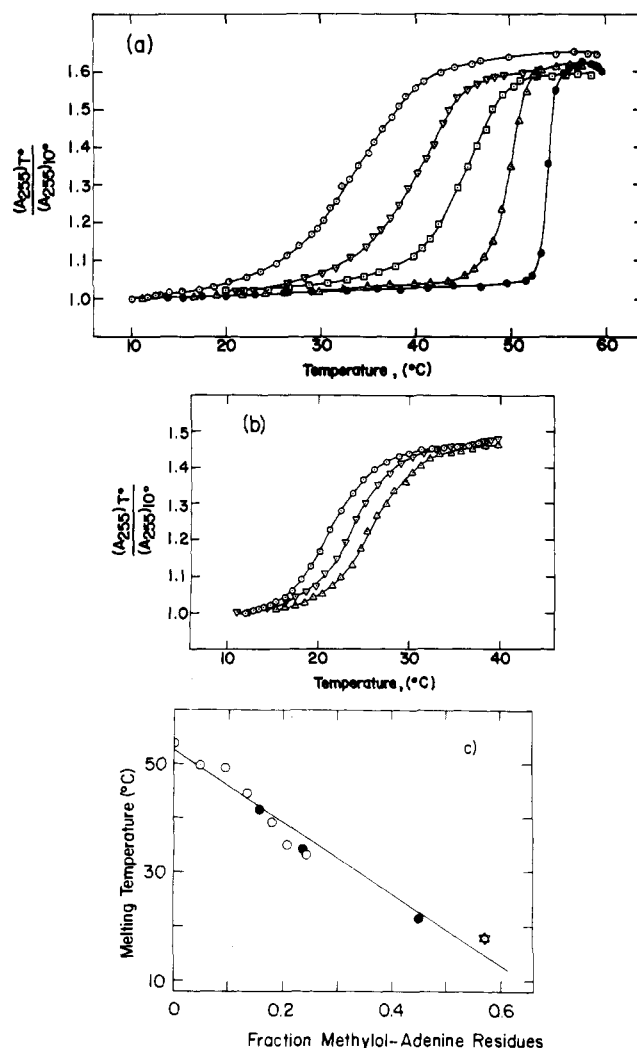 (a)
(A255)T°
(A255)10°
1.6
1.5
1.4
1.3
1.2
1.1
1.0
10
20
30
40
50
60
Temperature, (°C)
(b)
(A255)T°
(A255)10°
1.5
1.4
1.3
1.2
1.1
1.0
10
20
30
40
Temperature, (°C)
c)
Melting Temperature (°C)
50
30
10
0
0.2
0.4
0.6
Fraction Methylol-Adenine Residues